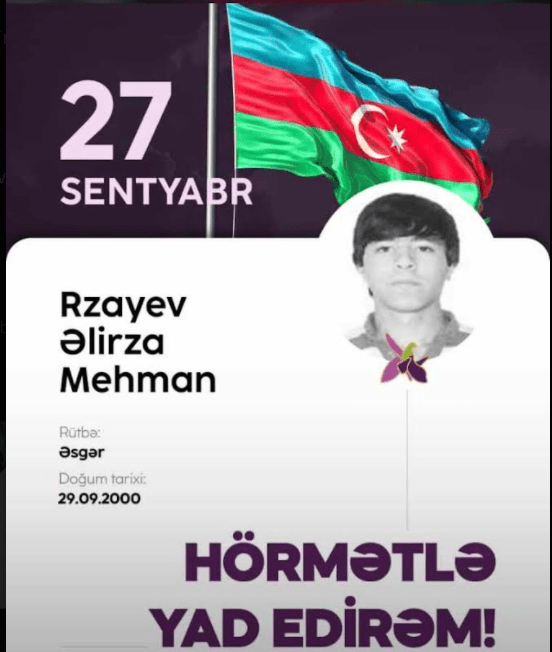 27
SENTYABR
Rzayev
Əlirza
Mehman
Rütbə:
Əsgər
Doğum tarixi:
29.09.2000
HÖRMƏTLƏ
YAD EDİRƏM!